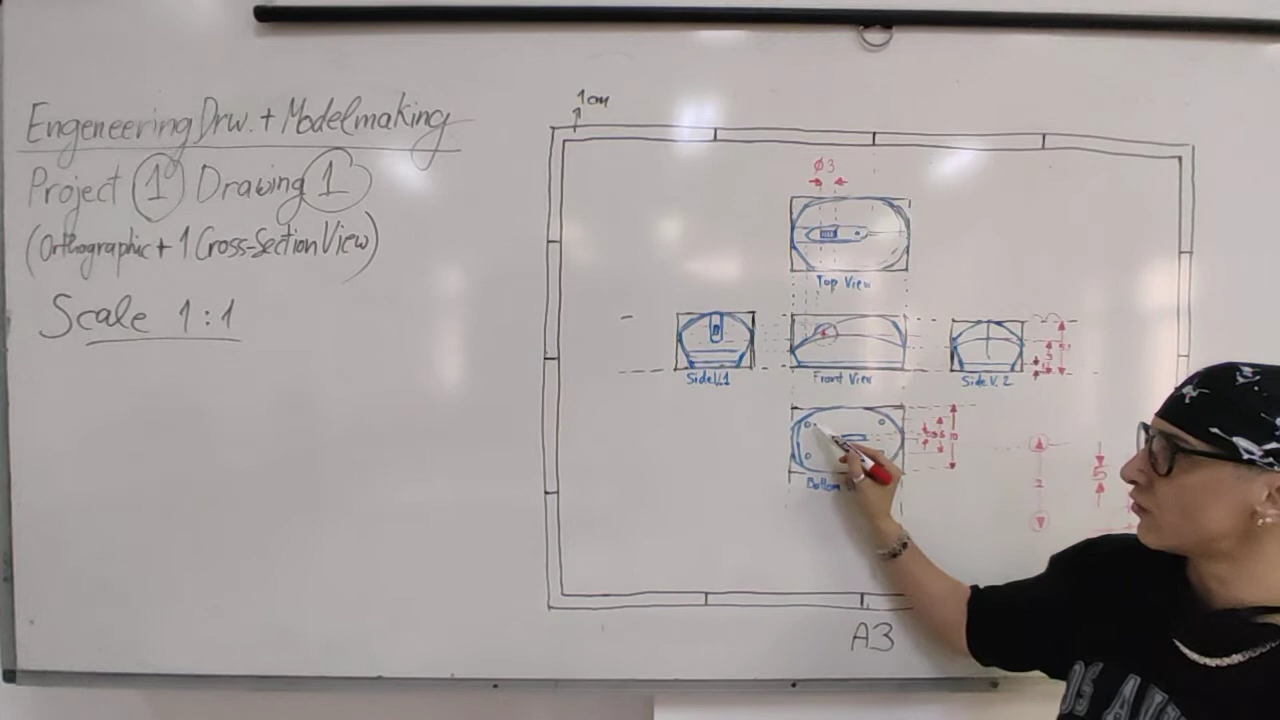 Engeneering Drw. + Modelmaking
Project 1 Drawing 1
(Orthographic + 1 Cross-Section View)
Scale 1:1
1cm
Ø3
Top View
Side V.1
Front View
Side V. 2
Bottom
5
A3